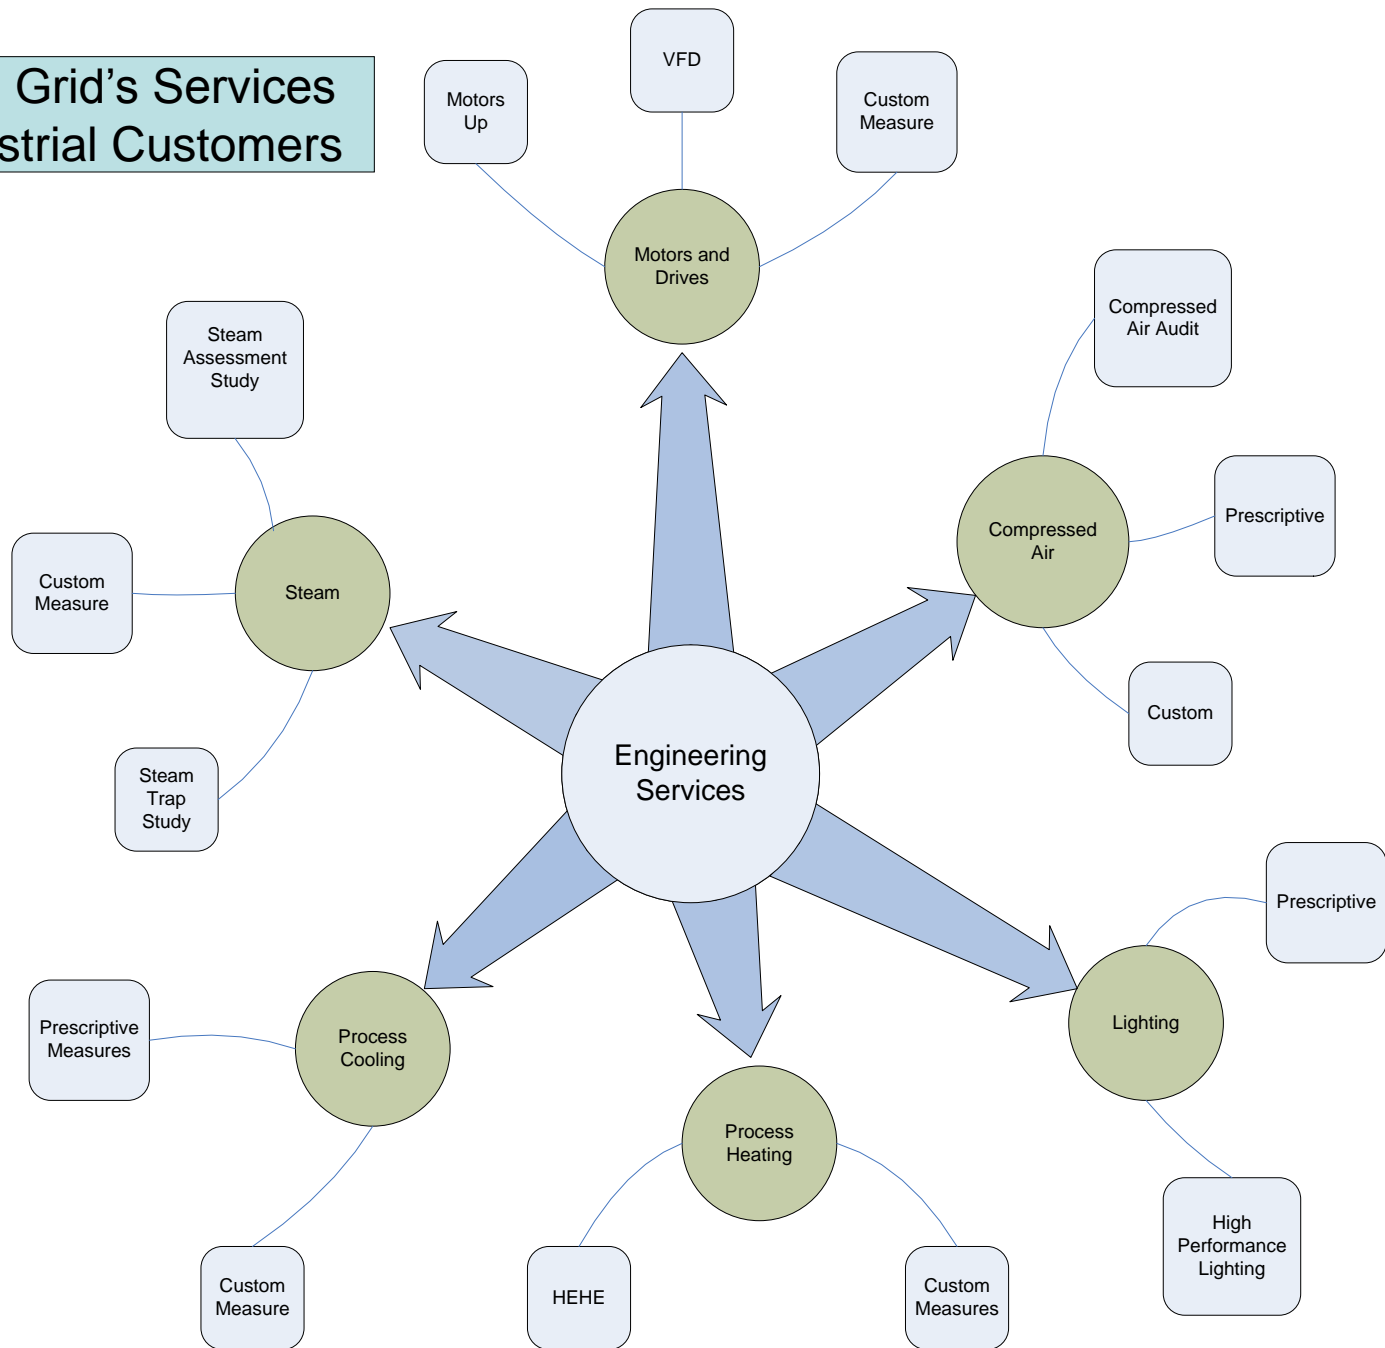 Grid's Services
strial Customers
VFD
Motors
Up
Custom
Measure
Motors and
Drives
Compressed
Air Audit
Steam
Assessment
Study
Prescriptive
Compressed
Air
Custom
Measure
Steam
Custom
Steam
Trap
Study
Engineering
Services
Prescriptive
Prescriptive
Measures
Process
Cooling
Lighting
Process
Heating
High
Performance
Lighting
Custom
Measure
HEHE
Custom
Measures